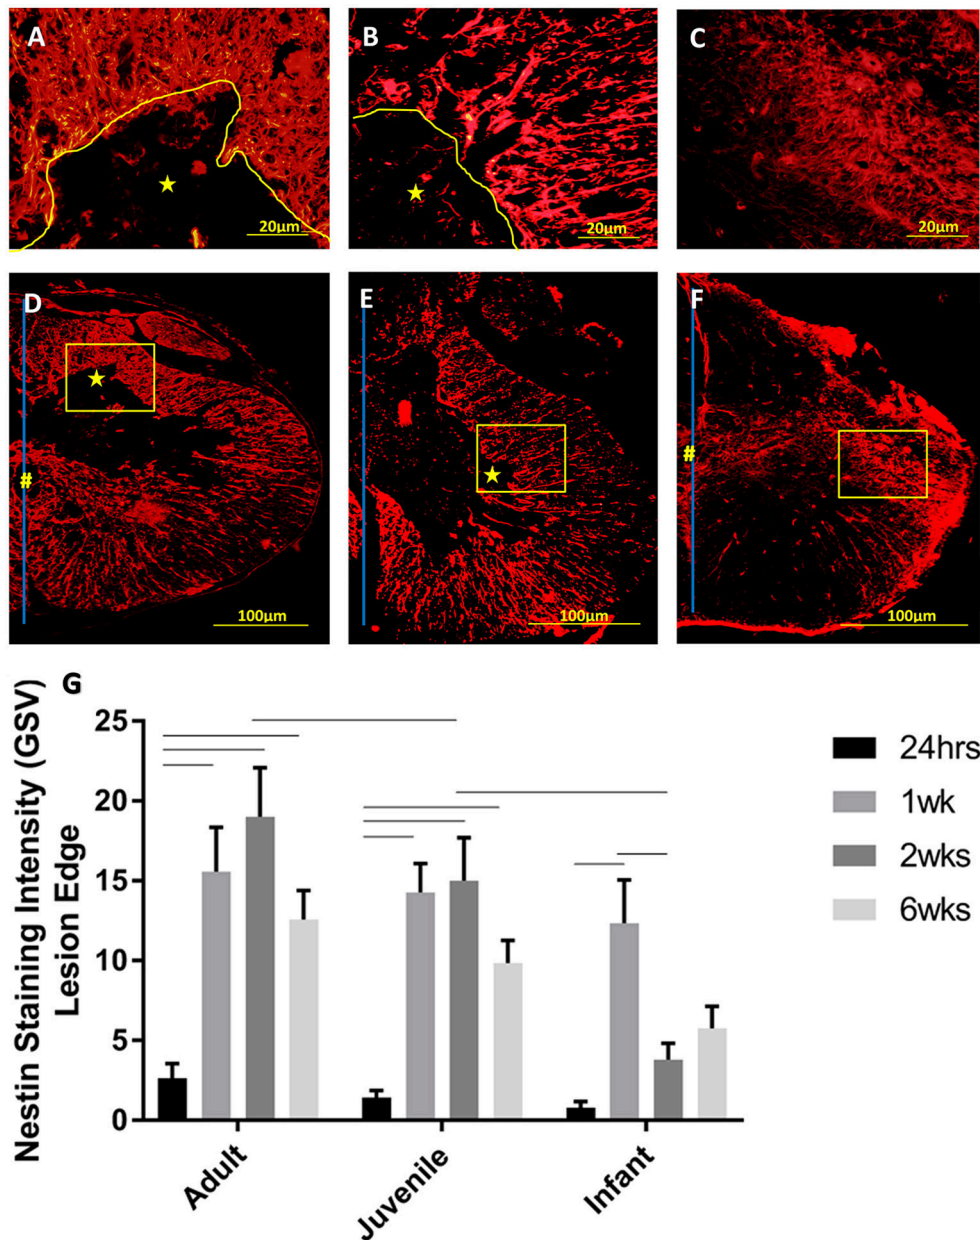 A
B
C
20μm
20μm
20μm
D
E
F
#
#
100μm
100μm
100μm
G
Nestin Staining Intensity (GSV)
Lesion Edge
25
20
15
10
5
0
Adult
Juvenile
Infant
24hrs
1wk
2wks
6wks